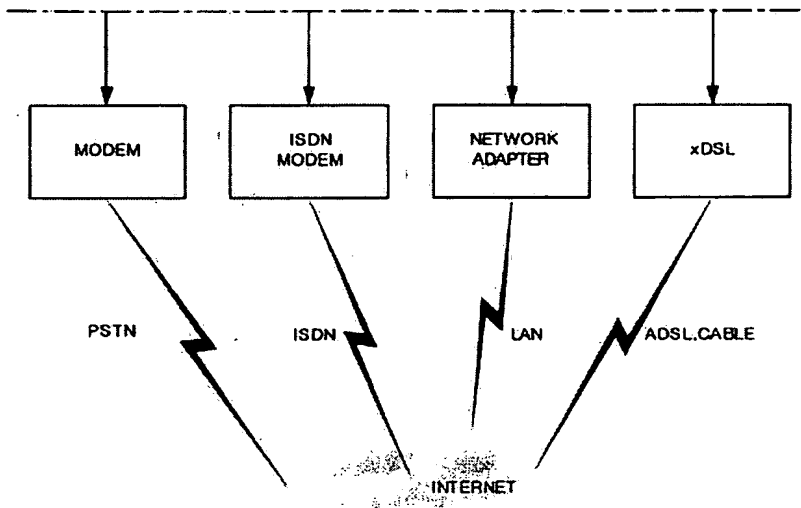 MODEM
ISDN
MODEM
NETWORK
ADAPTER
xDSL
PSTN
ISDN
LAN
ADSL.CABLE
INTERNET